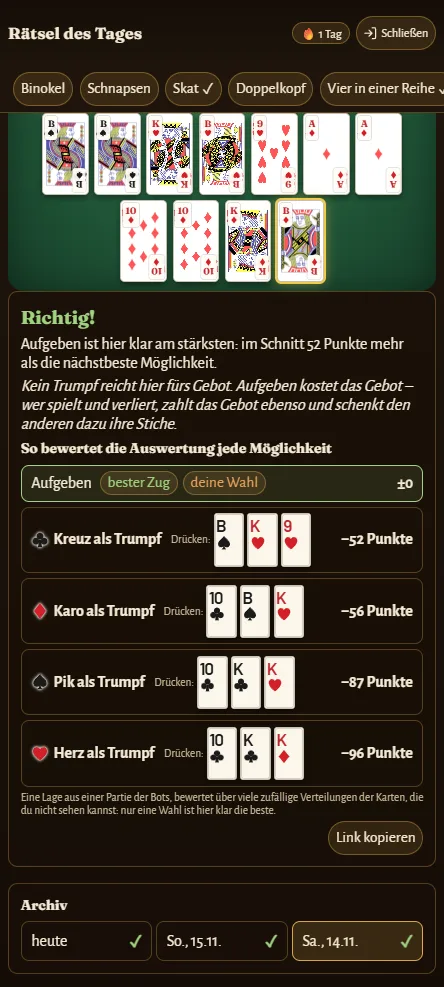 Rätsel des Tages
1 Tag
Schließen
Binokel
Schnapsen
Skat ✓
Doppelkopf
Vier in einer Reihe ✓
B B K B 9 A A
B B K B 6 A A
10 10 K B
10 10 K B
Richtig!
Aufgeben ist hier klar am stärksten: im Schnitt 52 Punkte mehr
als die nächstbeste Möglichkeit.
Kein Trumpf reicht hier fürs Gebot. Aufgeben kostet das Gebot –
wer spielt und verliert, zahlt das Gebot ebenso und schenkt den
anderen dazu ihre Stiche.
So bewertet die Auswertung jede Möglichkeit
Aufgeben bester Zug deine Wahl ±0
Kreuz als Trumpf Drücken: B K 9 −52 Punkte
Karo als Trumpf Drücken: 10 B K −56 Punkte
Pik als Trumpf Drücken: 10 K K −87 Punkte
Herz als Trumpf Drücken: 10 K K −96 Punkte
Eine Lage aus einer Partie der Bots, bewertet über viele zufällige Verteilungen der Karten, die
du nicht sehen kannst: nur eine Wahl ist hier klar die beste.
Link kopieren
Archiv
heute ✓
So., 15.11. ✓
Sa., 14.11. ✓